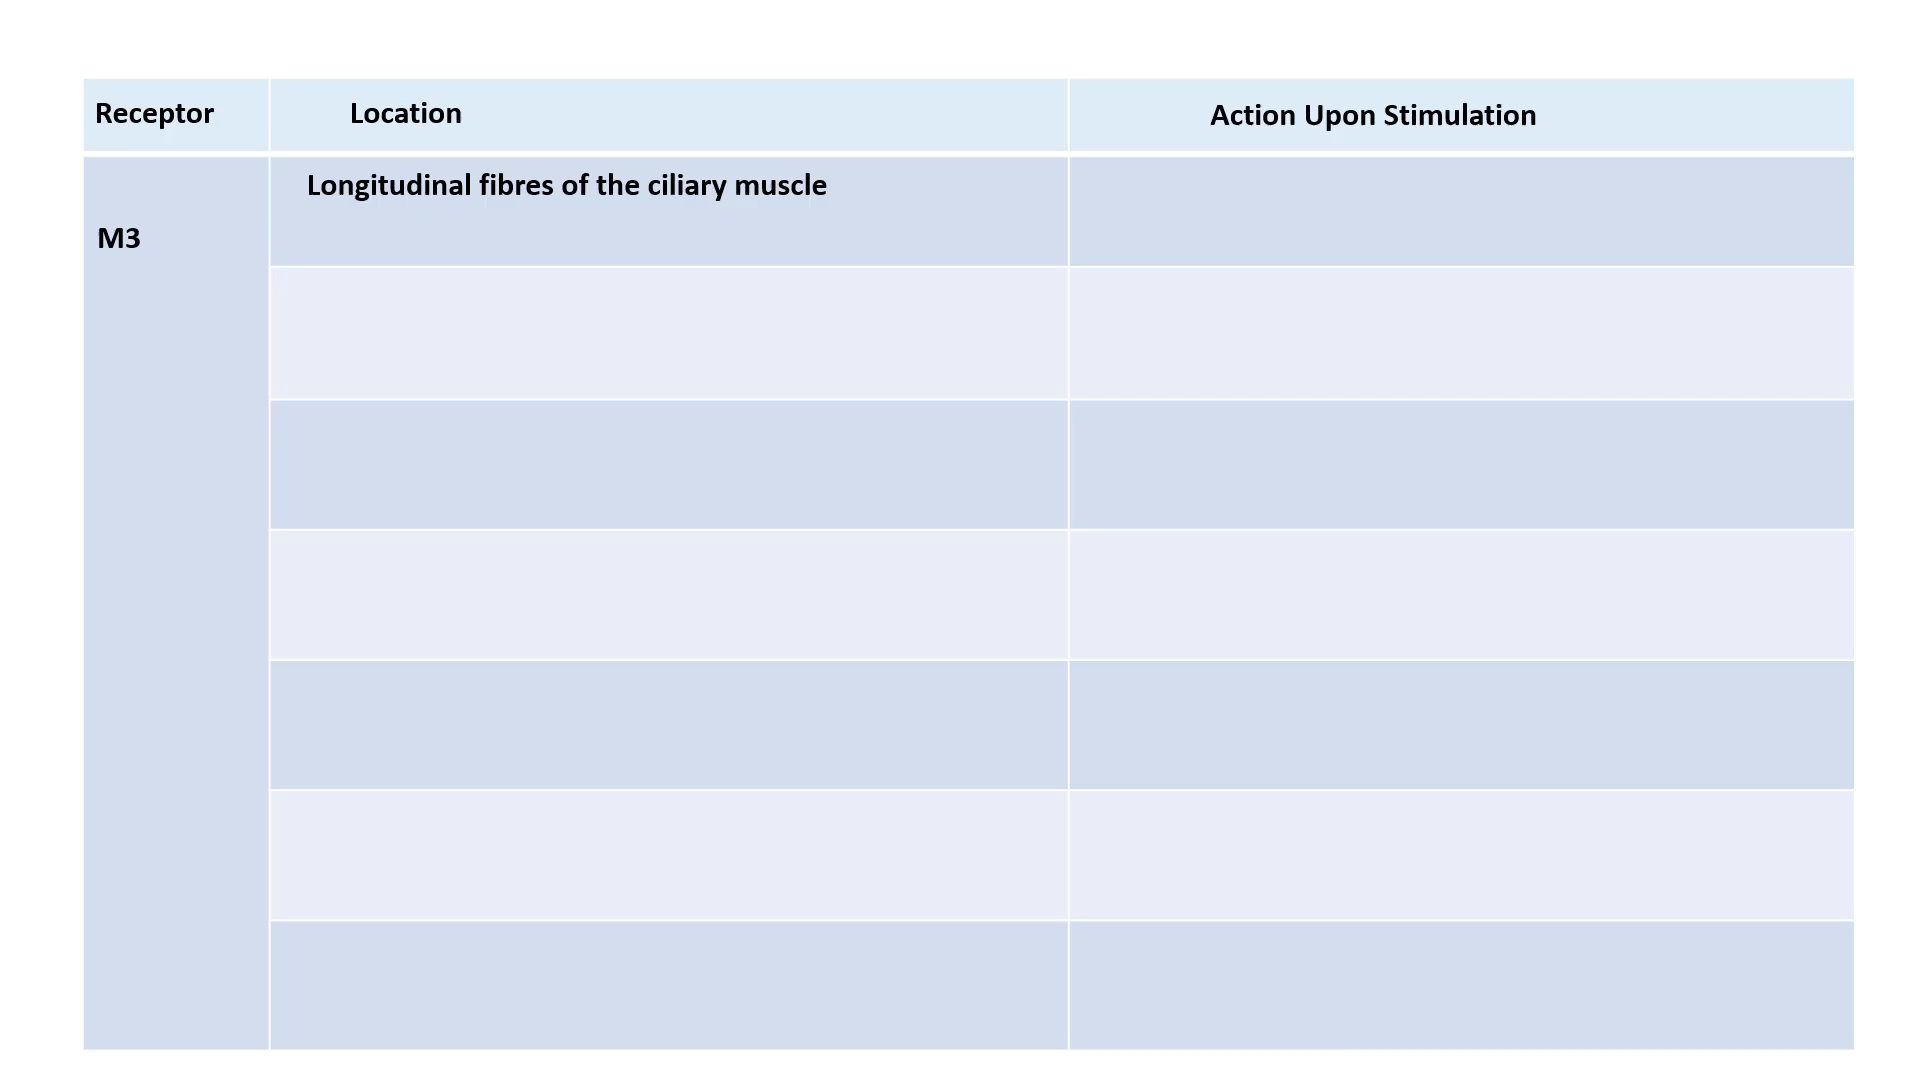 Receptor
Location
Action Upon Stimulation
M3
Longitudinal fibres of the ciliary muscle